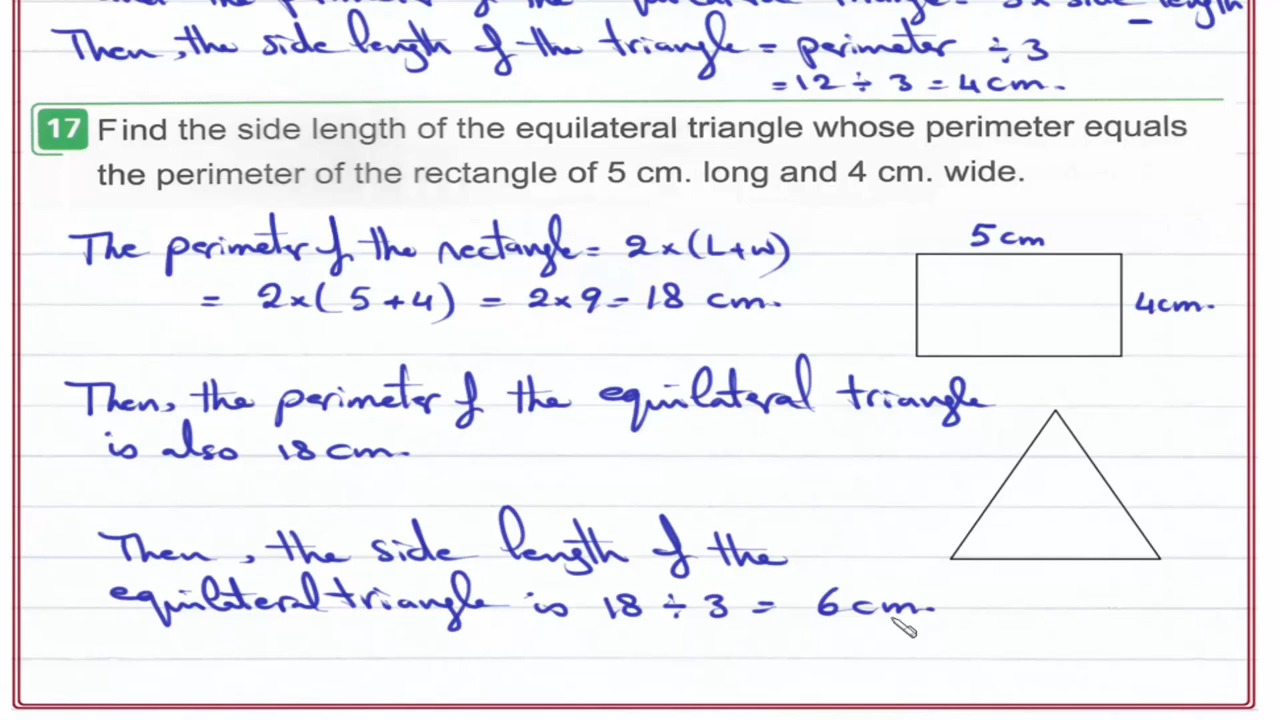 Then, the side length of the triangle = perimeter ÷ 3
= 12 ÷ 3 = 4 cm.
17 Find the side length of the equilateral triangle whose perimeter equals
the perimeter of the rectangle of 5 cm. long and 4 cm. wide.
The perimeter of the rectangle = 2 × (L+W)
= 2 × (5 + 4) = 2 × 9 = 18 cm.
5 cm
4 cm.
Then, the perimeter of the equilateral triangle
is also 18 cm.
Then, the side length of the
equilateral triangle is 18 ÷ 3 = 6 cm.